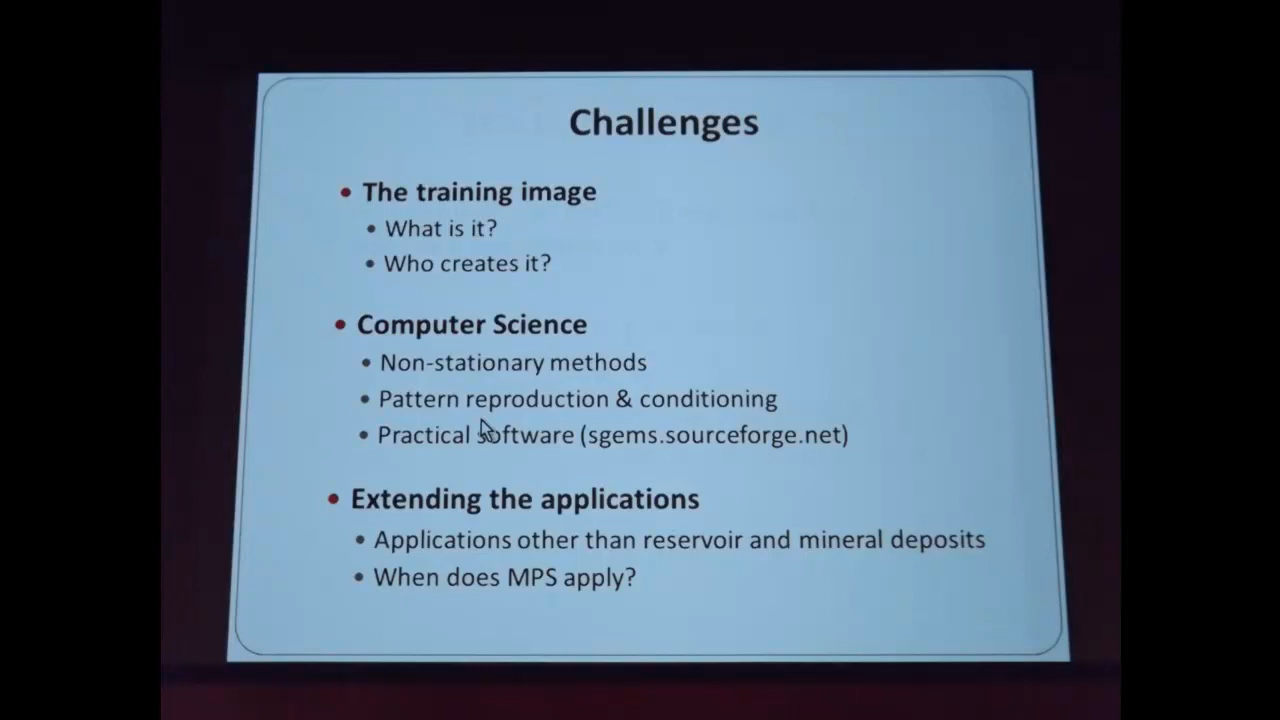 Challenges
• The training image
• What is it?
• Who creates it?
• Computer Science
• Non-stationary methods
• Pattern reproduction & conditioning
• Practical software (sgems.sourceforge.net)
• Extending the applications
• Applications other than reservoir and mineral deposits
• When does MPS apply?